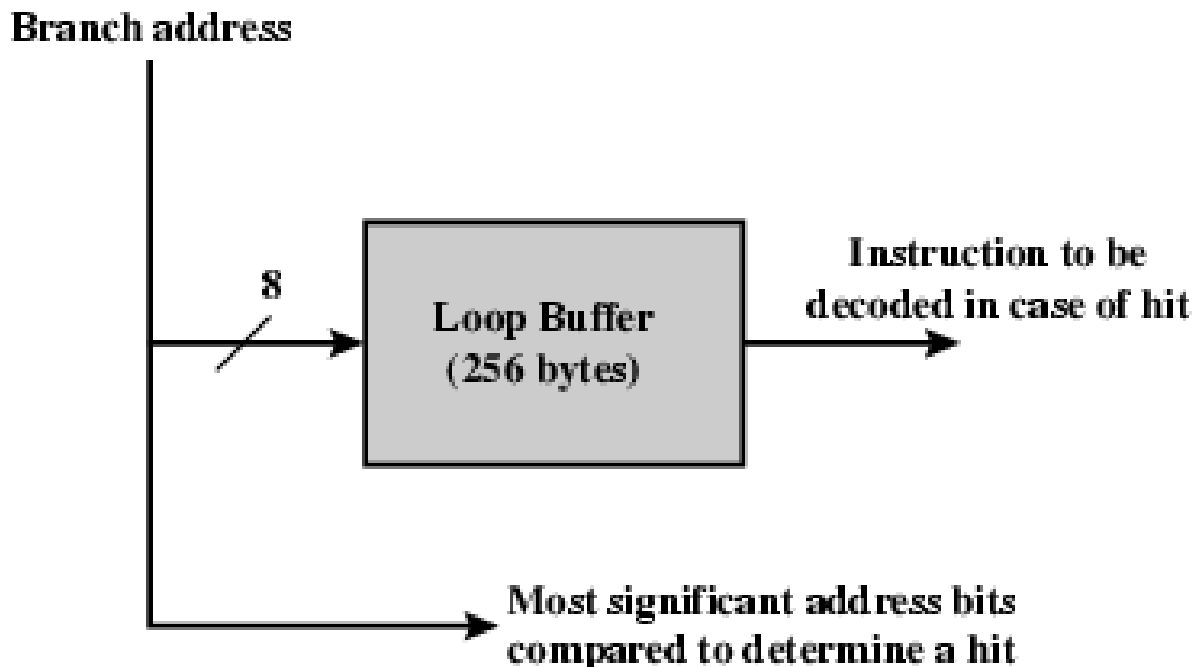 Branch address
8
Loop Buffer
(256 bytes)
Instruction to be
decoded in case of hit
Most significant address bits
compared to determine a hit